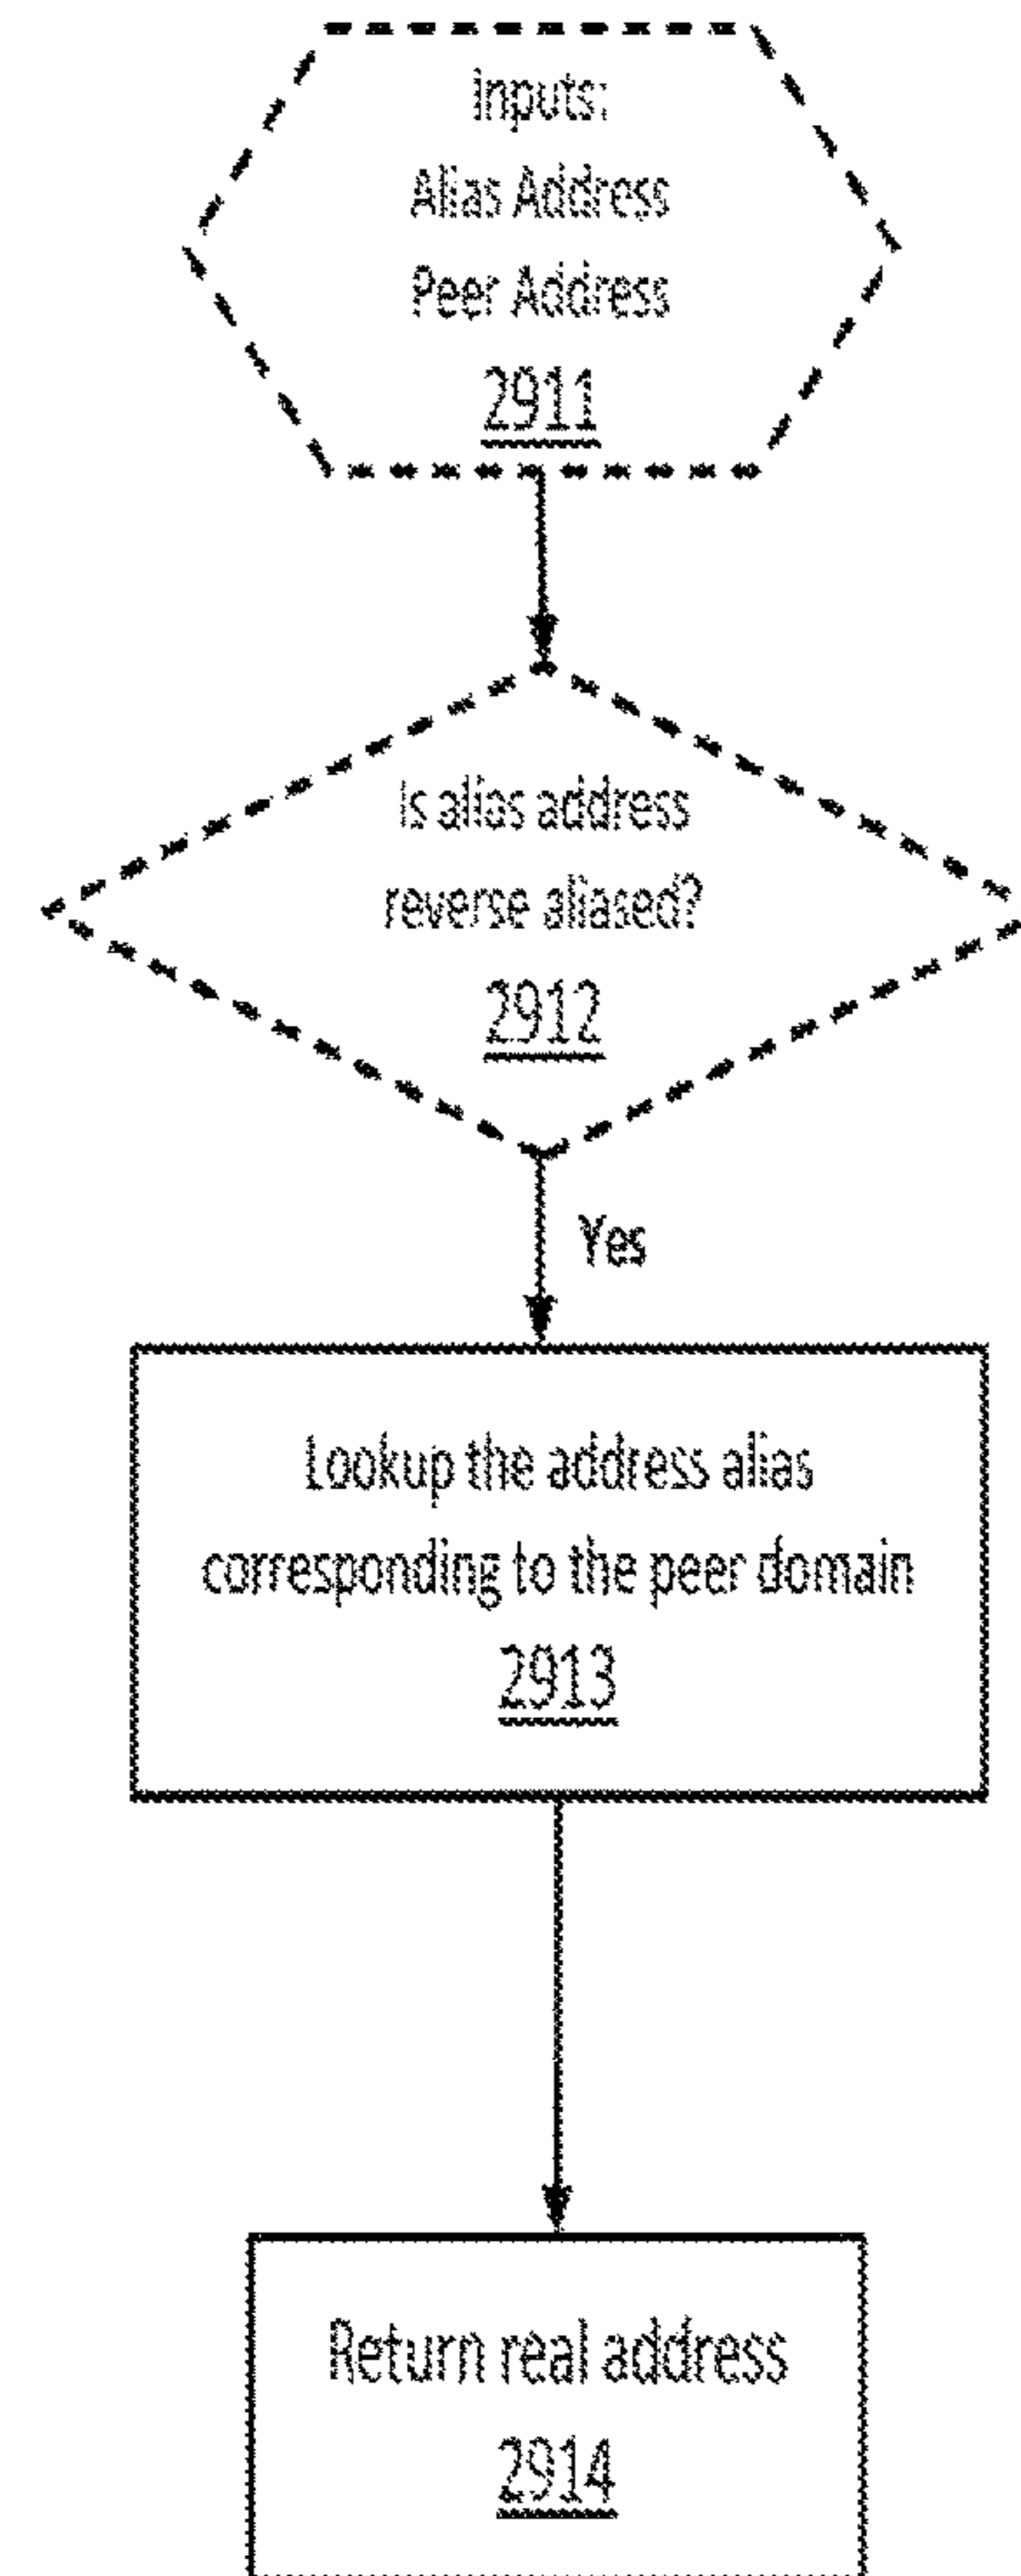 Inputs:
Alias Address
Peer Address
2911
Is alias address
reverse aliased?
2912
Yes
Lookup the address alias
corresponding to the peer domain
2913
Return real address
2914